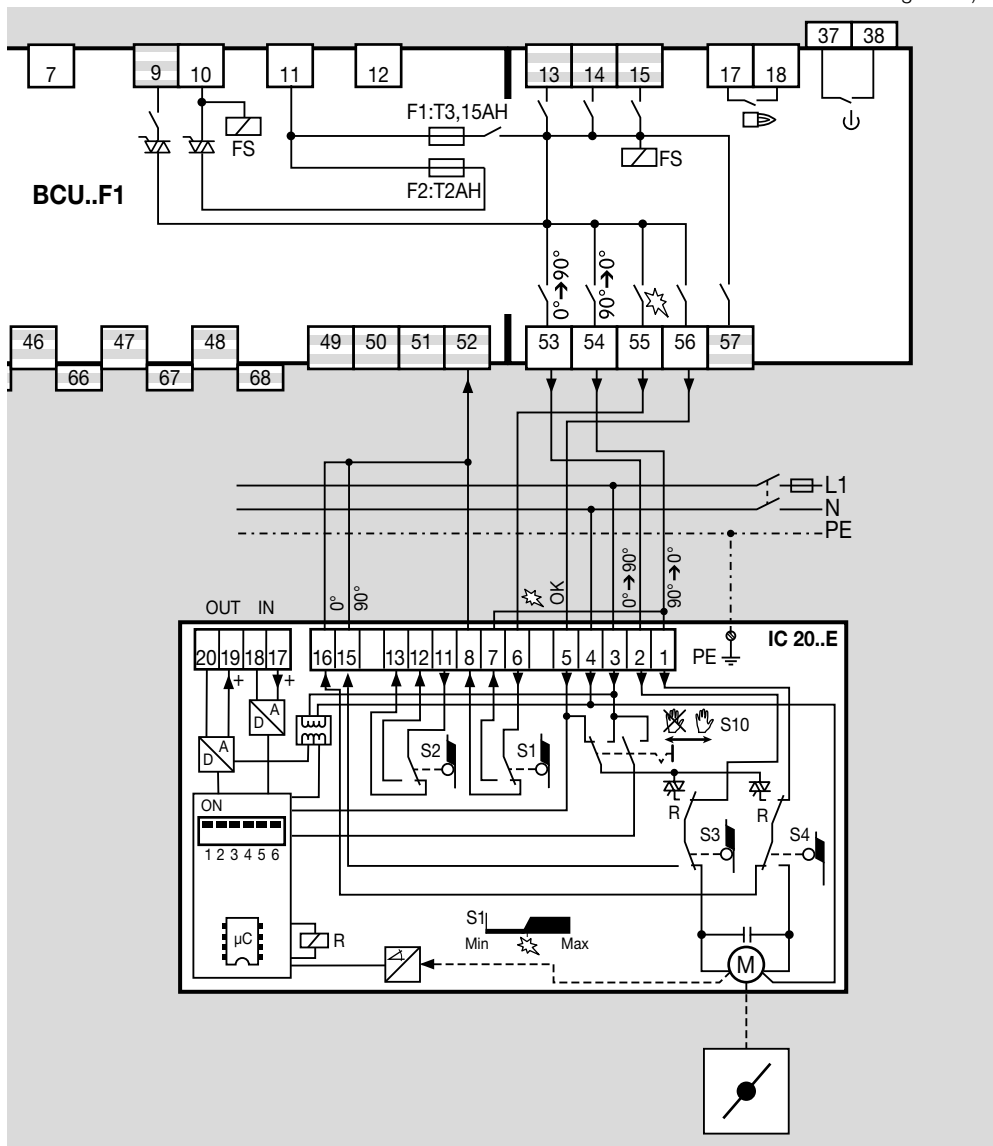 37 38
7 9 10 11 12 13 14 15 17 18
F1:T3,15AH
FS
FS
F2:T2AH
BCU..F1
0°➔90°
90°➔0°
46 47 48 49 50 51 52 53 54 55 56 57
66 67 68
L1
N
PE
0°
90°
OK
0°➔90°
90°➔0°
OUT IN
IC 20..E
20 19 18 17 16 15 13 12 11 8 7 6 5 4 3 2 1
PE
+ +
A
D
A
D
S2
S1
S10
ON
1 2 3 4 5 6
R
R
S3
S4
S1
Min Max
µC
R
M